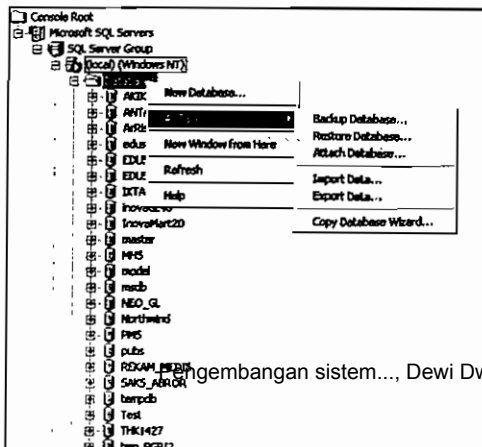 Console Root
Microsoft SQL Servers
SQL Server Group
(local) (Windows NT)
New Database...
New Window from Here
Refresh
Help
Backup Database...
Restore Database...
Attach Database...
Import Data...
Export Data...
Copy Database Wizard...
InovaMart20
master
MHS
model
msdb
NEO_GL
Northwind
PMS
pubs
REKAM_MEDIS
SAKS_ABROR
tempdb
Test
THK1427
Pengembangan sistem..., Dewi Dw